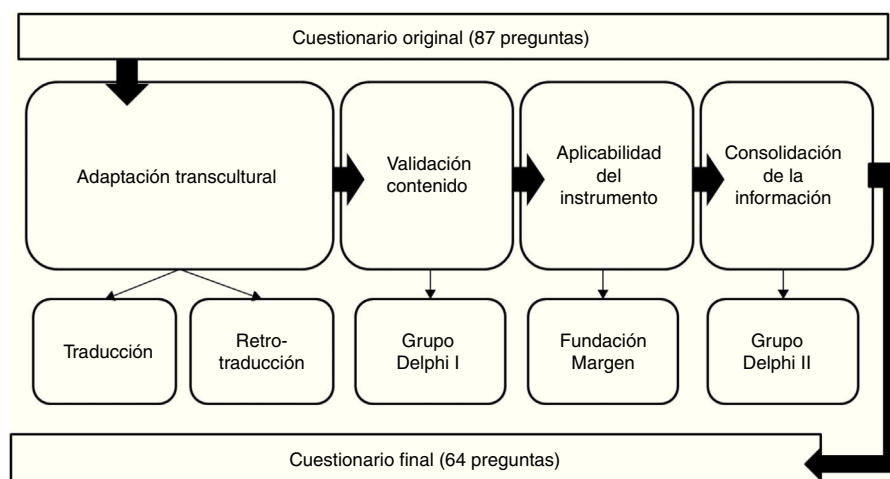 Cuestionario original (87 preguntas)
Adaptación transcultural
Validación
contenido
Aplicabilidad
del
instrumento
Consolidación
de la
información
Traducción
Retro-
traducción
Grupo
Delphi I
Fundación
Margen
Grupo
Delphi II
Cuestionario final (64 preguntas)